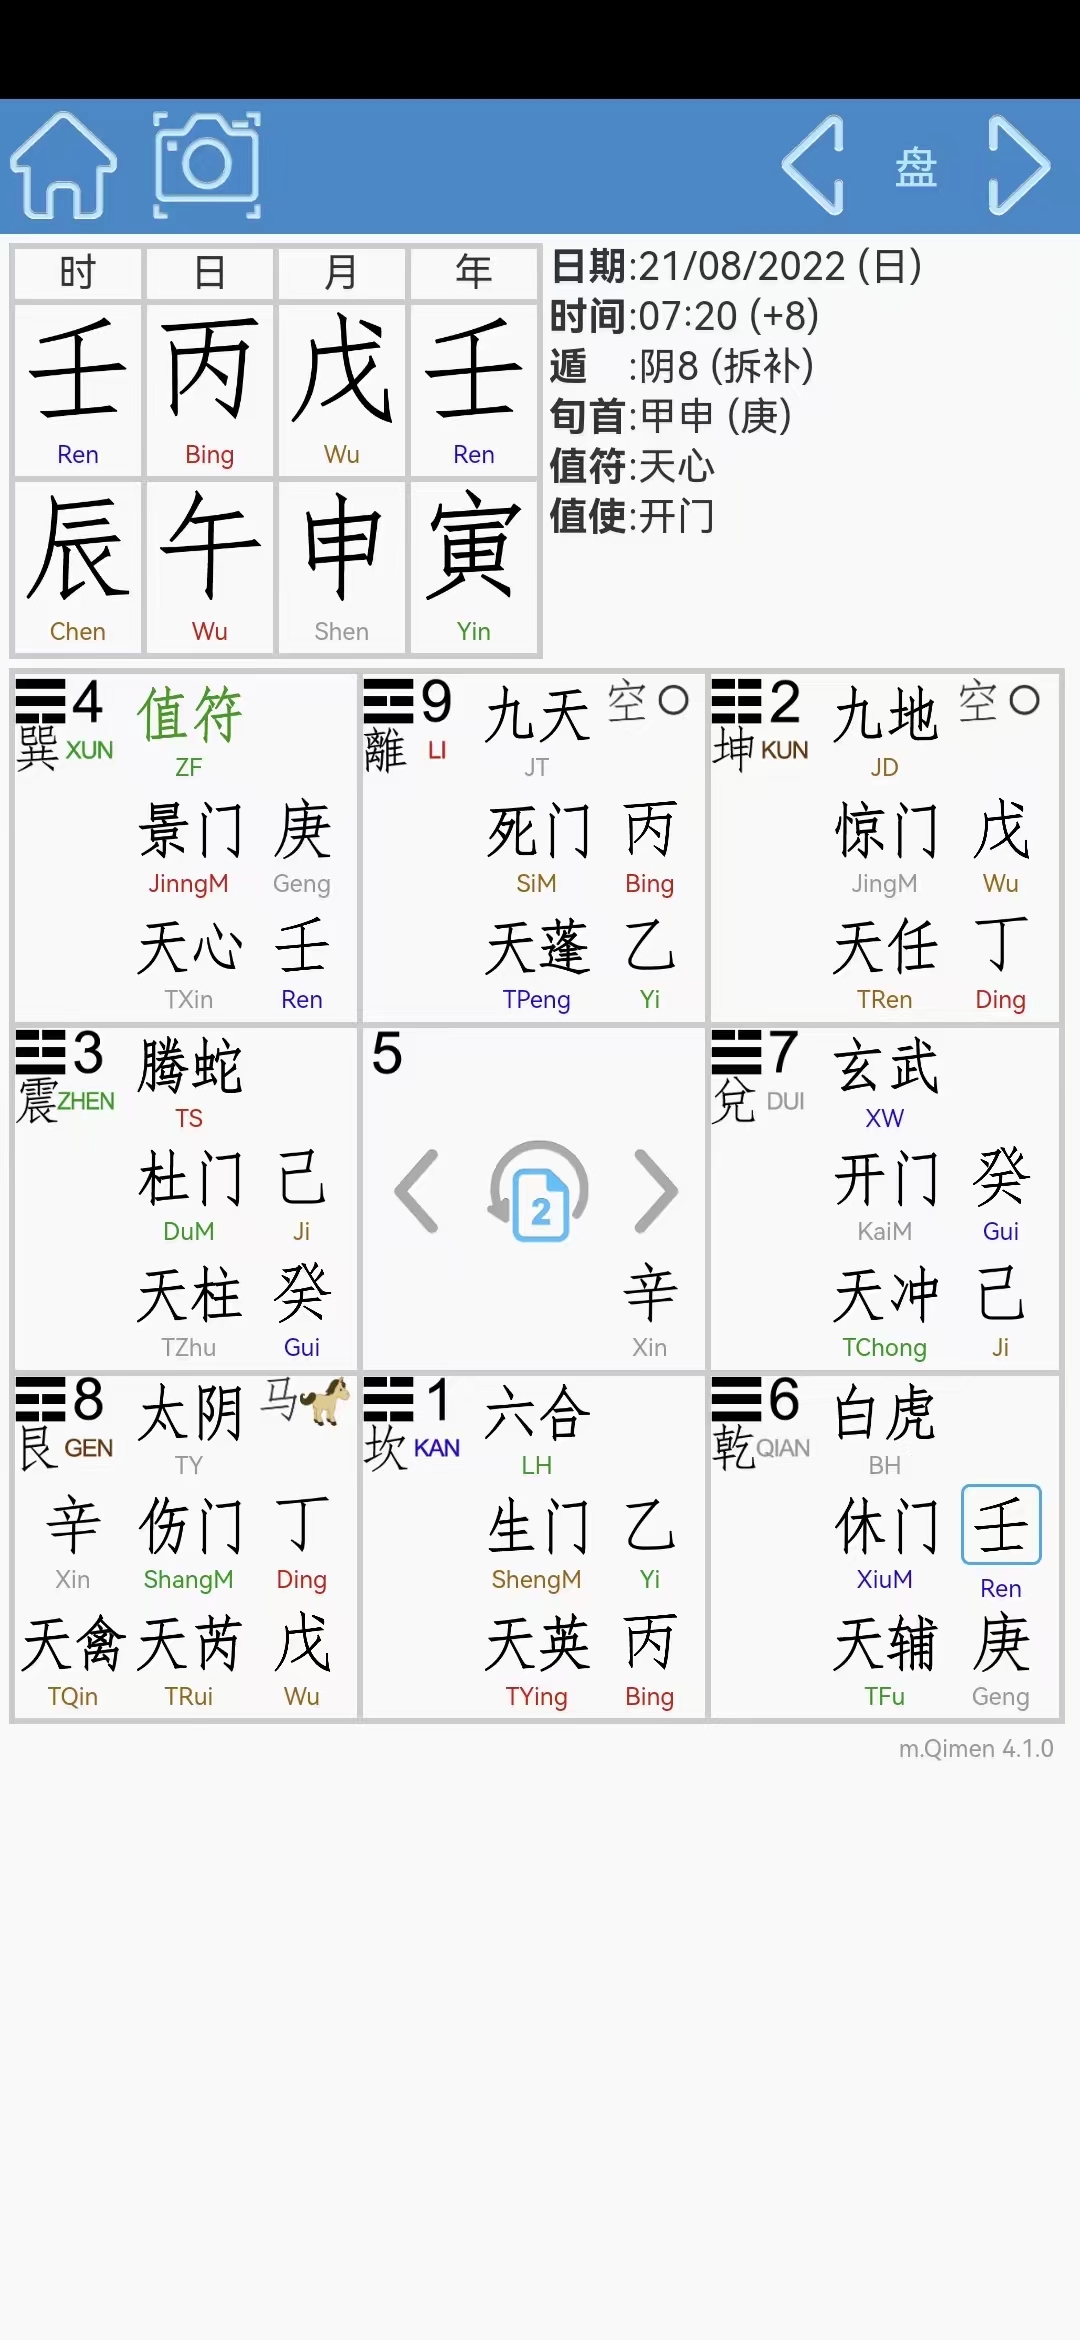 盘
时 日 月 年
壬 丙 戊 壬
Ren Bing Wu Ren
辰 午 申 寅
Chen Wu Shen Yin
日期:21/08/2022 (日)
时间:07:20 (+8)
遁 :阴8 (拆补)
旬首:甲申 (庚)
值符:天心
值使:开门
4 值符
巽 XUN ZF
景门 庚
JinngM Geng
天心 壬
TXin Ren
9 九天 空
離 LI JT
死门 丙
SiM Bing
天蓬 乙
TPeng Yi
2 九地 空
坤 KUN JD
惊门 戊
JingM Wu
天任 丁
TRen Ding
3 腾蛇
震 ZHEN TS
杜门 己
DuM Ji
天柱 癸
TZhu Gui
5
2
辛
Xin
7 玄武
兌 DUI XW
开门 癸
KaiM Gui
天冲 己
TChong Ji
8 太阴 马
艮 GEN TY
辛 伤门 丁
Xin ShangM Ding
天禽 天芮 戊
TQin TRui Wu
1 六合
坎 KAN LH
生门 乙
ShengM Yi
天英 丙
TYing Bing
6 白虎
乾 QIAN BH
休门 壬
XiuM Ren
天辅 庚
TFu Geng
m.Qimen 4.1.0